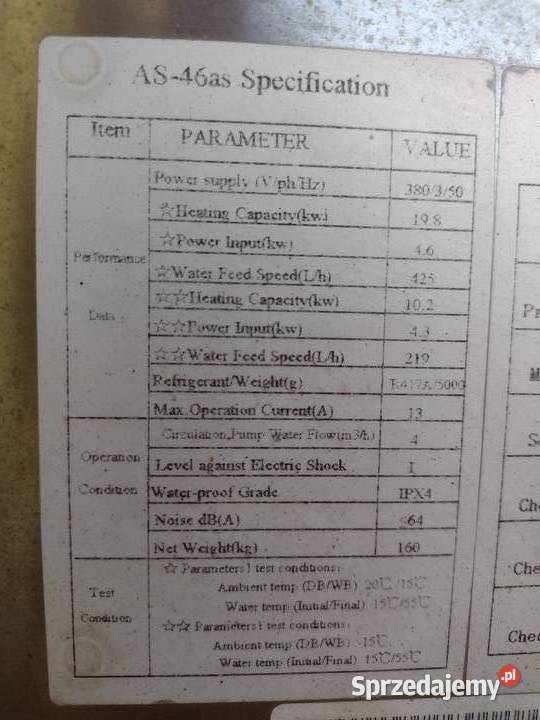 AS-46as Specification
Item PARAMETER VALUE
Performance Data
Power supply (V/ph/Hz) 380/3/50
☆Heating Capacity(kw) 19.8
☆Power Input(kw) 4.6
☆Water Feed Speed(L/h) 425
☆☆Heating Capacity(kw) 10.2
☆☆Power Input(kw) 4.3
☆☆Water Feed Speed(L/h) 219
Refrigerant/Weight(g) R417A/5000
Max.Operation Current(A) 13
Operation Condition
Circulation Pump Water Flow(m3/h) 4
Level against Electric Shock I
Water-proof Grade IPX4
Noise dB(A) ≤64
Net Weight(kg) 160
Test Condition
☆ Parameters1 test conditions:
Ambient temp (DB/WB) 20℃/15℃
Water temp (Initial/Final) 15℃/55℃
☆☆ Parameters1 test conditions:
Ambient temp (DB/WB) -15℃
Water temp (Initial/Final) 15℃/55℃
Sprzedajemy.pl